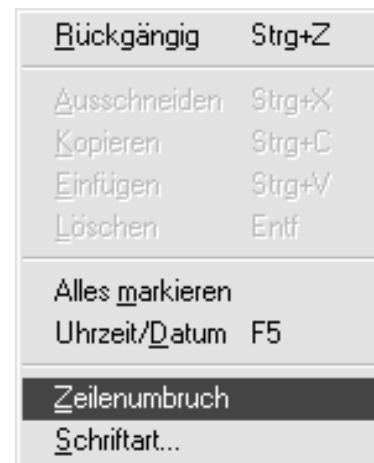 Rückgängig Strg+Z
Ausschneiden Strg+X
Kopieren Strg+C
Einfügen Strg+V
Löschen Entf
Alles markieren
Uhrzeit/Datum F5
Zeilenumbruch
Schriftart...